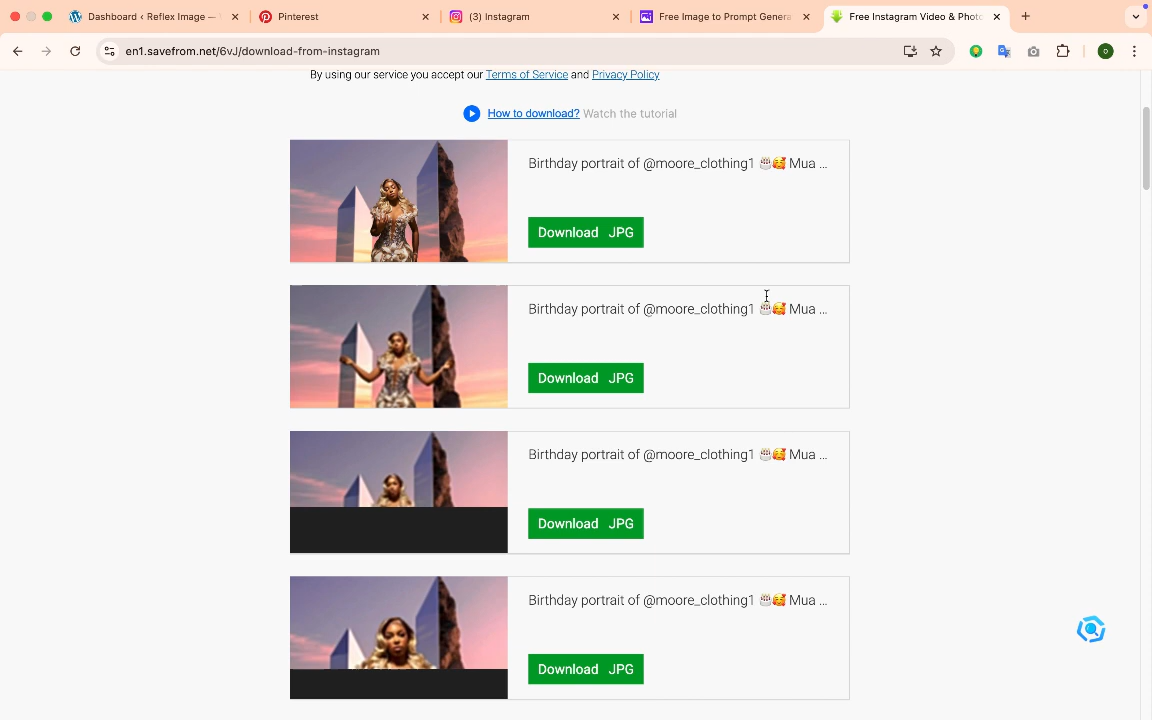 Dashboard ‹ Reflex Image —
Pinterest
(3) Instagram
Free Image to Prompt Genera
Free Instagram Video & Photo
en1.savefrom.net/6vJ/download-from-instagram
o
By using our service you accept our Terms of Service and Privacy Policy
How to download? Watch the tutorial
Birthday portrait of @moore_clothing1 🎂🥰 Mua ...
Download JPG
Birthday portrait of @moore_clothing1 🎂🥰 Mua ...
Download JPG
Birthday portrait of @moore_clothing1 🎂🥰 Mua ...
Download JPG
Birthday portrait of @moore_clothing1 🎂🥰 Mua ...
Download JPG